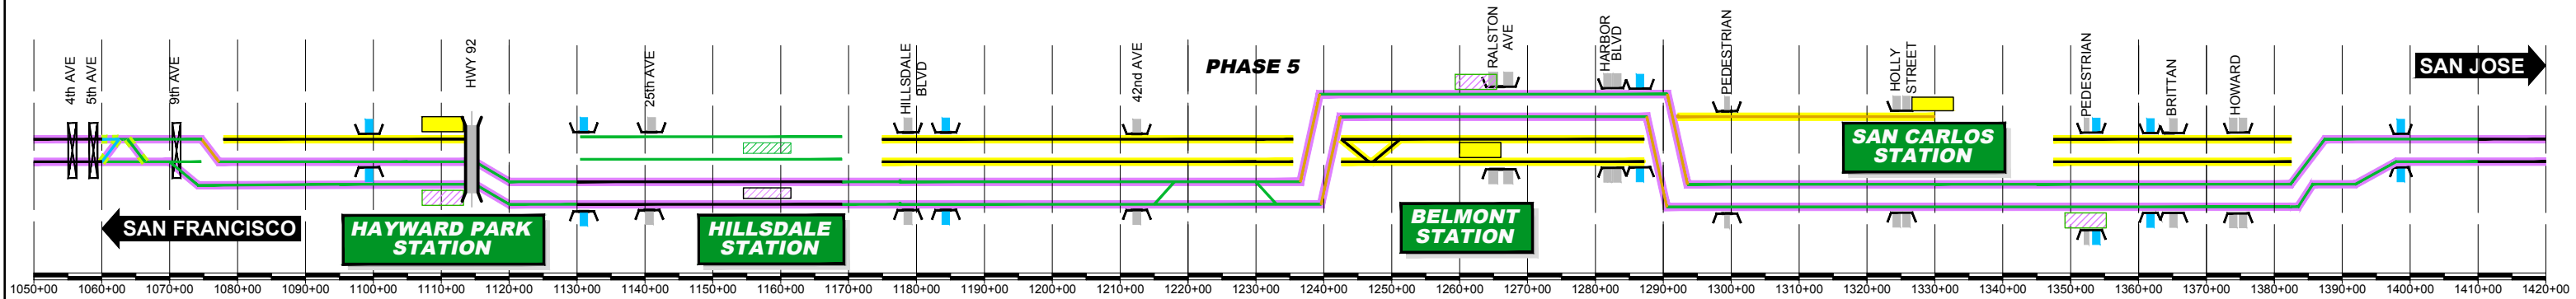 4th AVE
5th AVE
9th AVE
HWY 92
25th AVE
HILLSDALE
BLVD
42nd AVE
PHASE 5
RALSTON
AVE
HARBOR
BLVD
PEDESTRIAN
HOLLY
STREET
PEDESTRIAN
BRITTAN
HOWARD
SAN JOSE
SAN CARLOS
STATION
SAN FRANCISCO
HAYWARD PARK
STATION
HILLSDALE
STATION
BELMONT
STATION
1050+00 1060+00 1070+00 1080+00 1090+00 1100+00 1110+00 1120+00 1130+00 1140+00 1150+00 1160+00 1170+00 1180+00 1190+00 1200+00 1210+00 1220+00 1230+00 1240+00 1250+00 1260+00 1270+00 1280+00 1290+00 1300+00 1310+00 1320+00 1330+00 1340+00 1350+00 1360+00 1370+00 1380+00 1390+00 1400+00 1410+00 1420+00